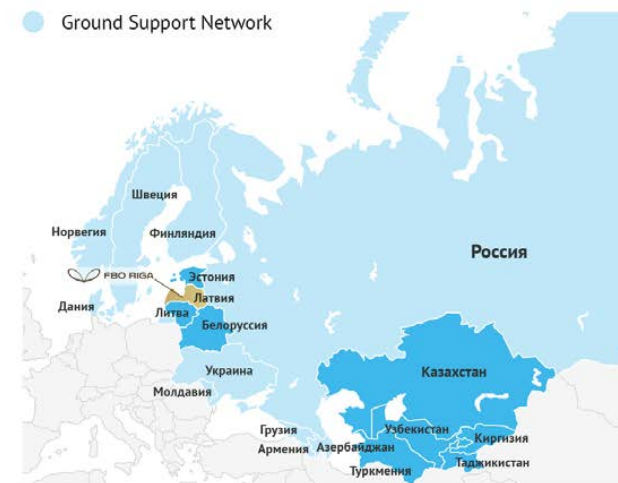 Ground Support Network
Швеция
Норвегия
Финляндия
Россия
FBO RIGA
Эстония
Дания
Латвия
Литва
Белоруссия
Украина
Казахстан
Молдавия
Грузия
Узбекистан
Киргизия
Армения
Азербайджан
Таджикистан
Туркмения